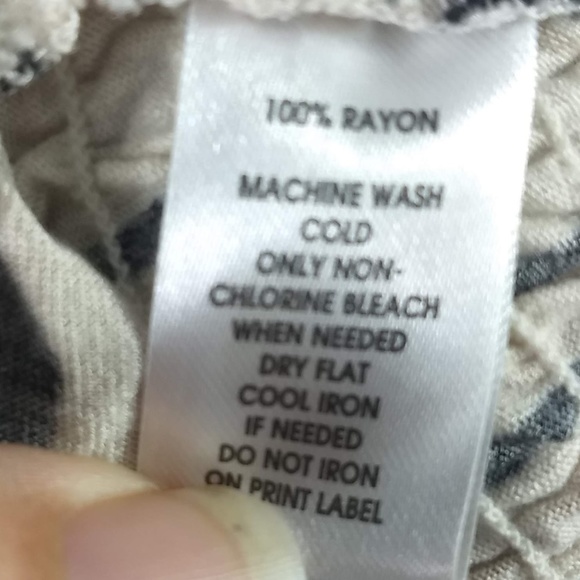 100% RAYON
MACHINE WASH
COLD
ONLY NON-
CHLORINE BLEACH
WHEN NEEDED
DRY FLAT
COOL IRON
IF NEEDED
DO NOT IRON
ON PRINT LABEL